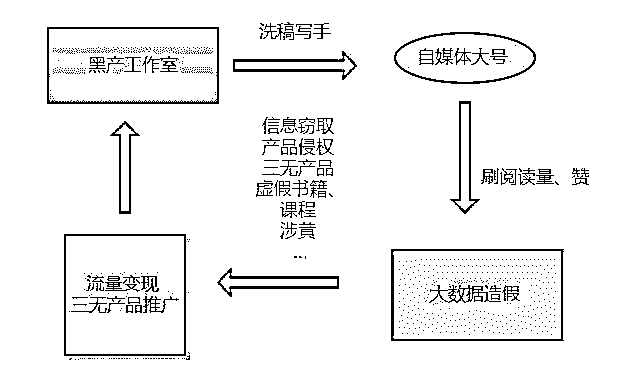 洗稿写手
黑产工作室
自媒体大号
信息窃取
产品侵权
三无产品
虚假书籍、
课程
涉黄
...
刷阅读量、赞
流量变现
三无产品推广
大数据造假